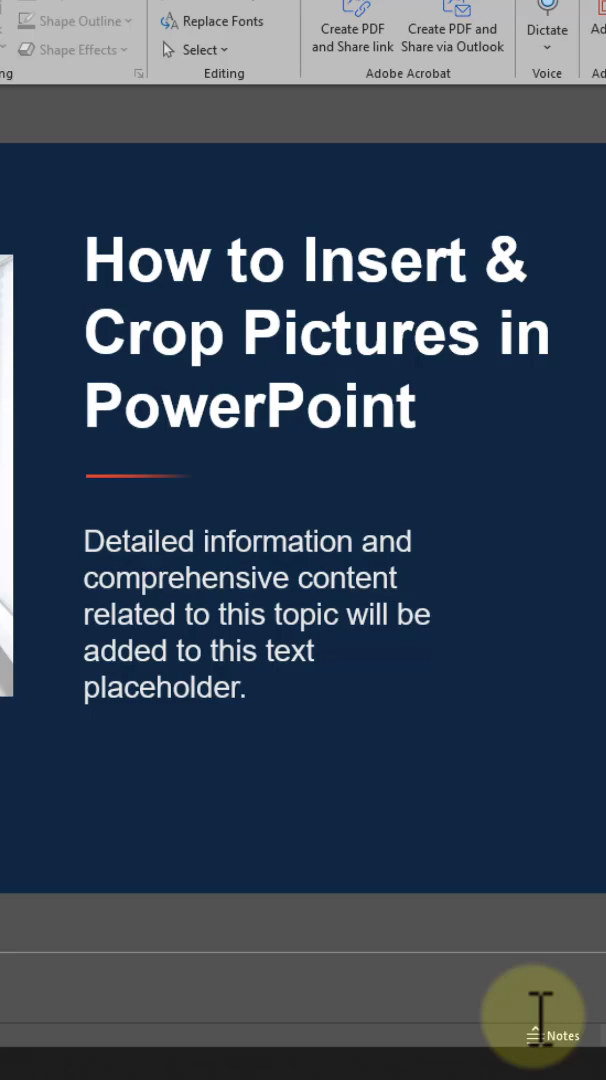 Shape Outline
Replace Fonts
Create PDF and Share link
Create PDF and Share via Outlook
Dictate
Shape Effects
Select
Editing
Adobe Acrobat
Voice
How to Insert &
Crop Pictures in
PowerPoint
Detailed information and
comprehensive content
related to this topic will be
added to this text
placeholder.
Notes